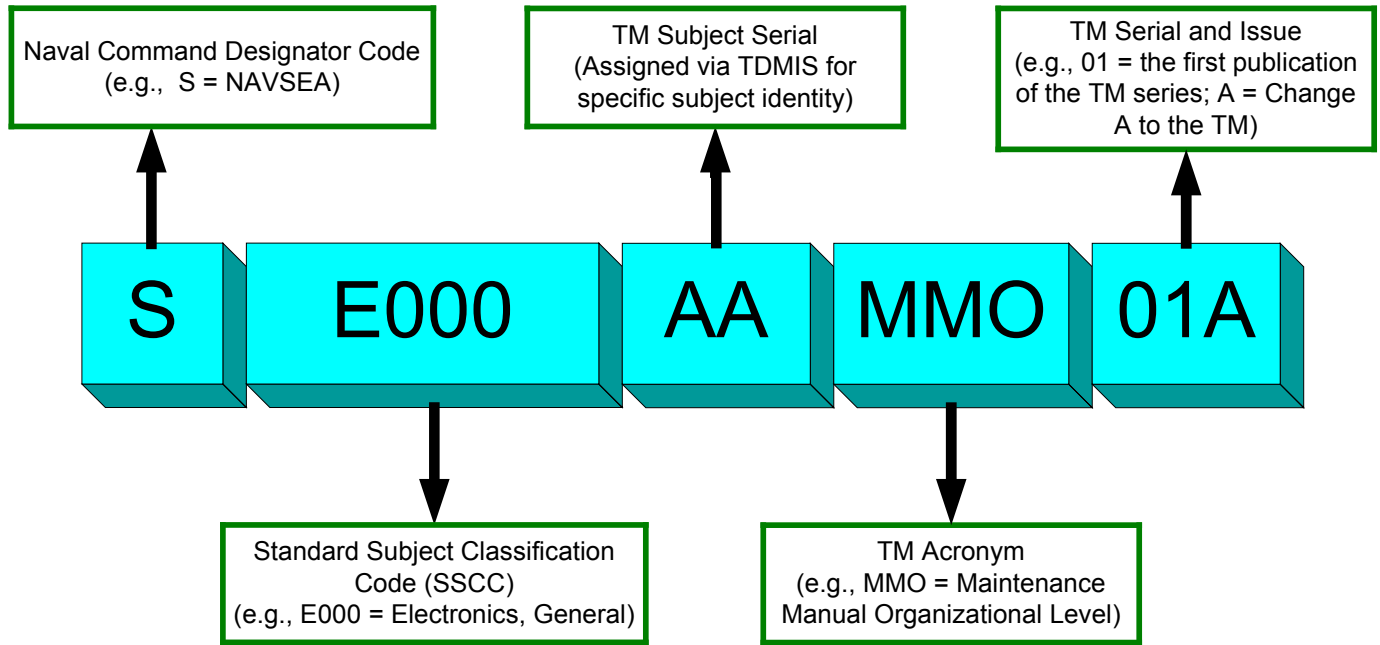 Naval Command Designator Code
(e.g., S = NAVSEA)
TM Subject Serial
(Assigned via TDMIS for
specific subject identity)
TM Serial and Issue
(e.g., 01 = the first publication
of the TM series; A = Change
A to the TM)
S
E000
AA
MMO
01A
Standard Subject Classification
Code (SSCC)
(e.g., E000 = Electronics, General)
TM Acronym
(e.g., MMO = Maintenance
Manual Organizational Level)